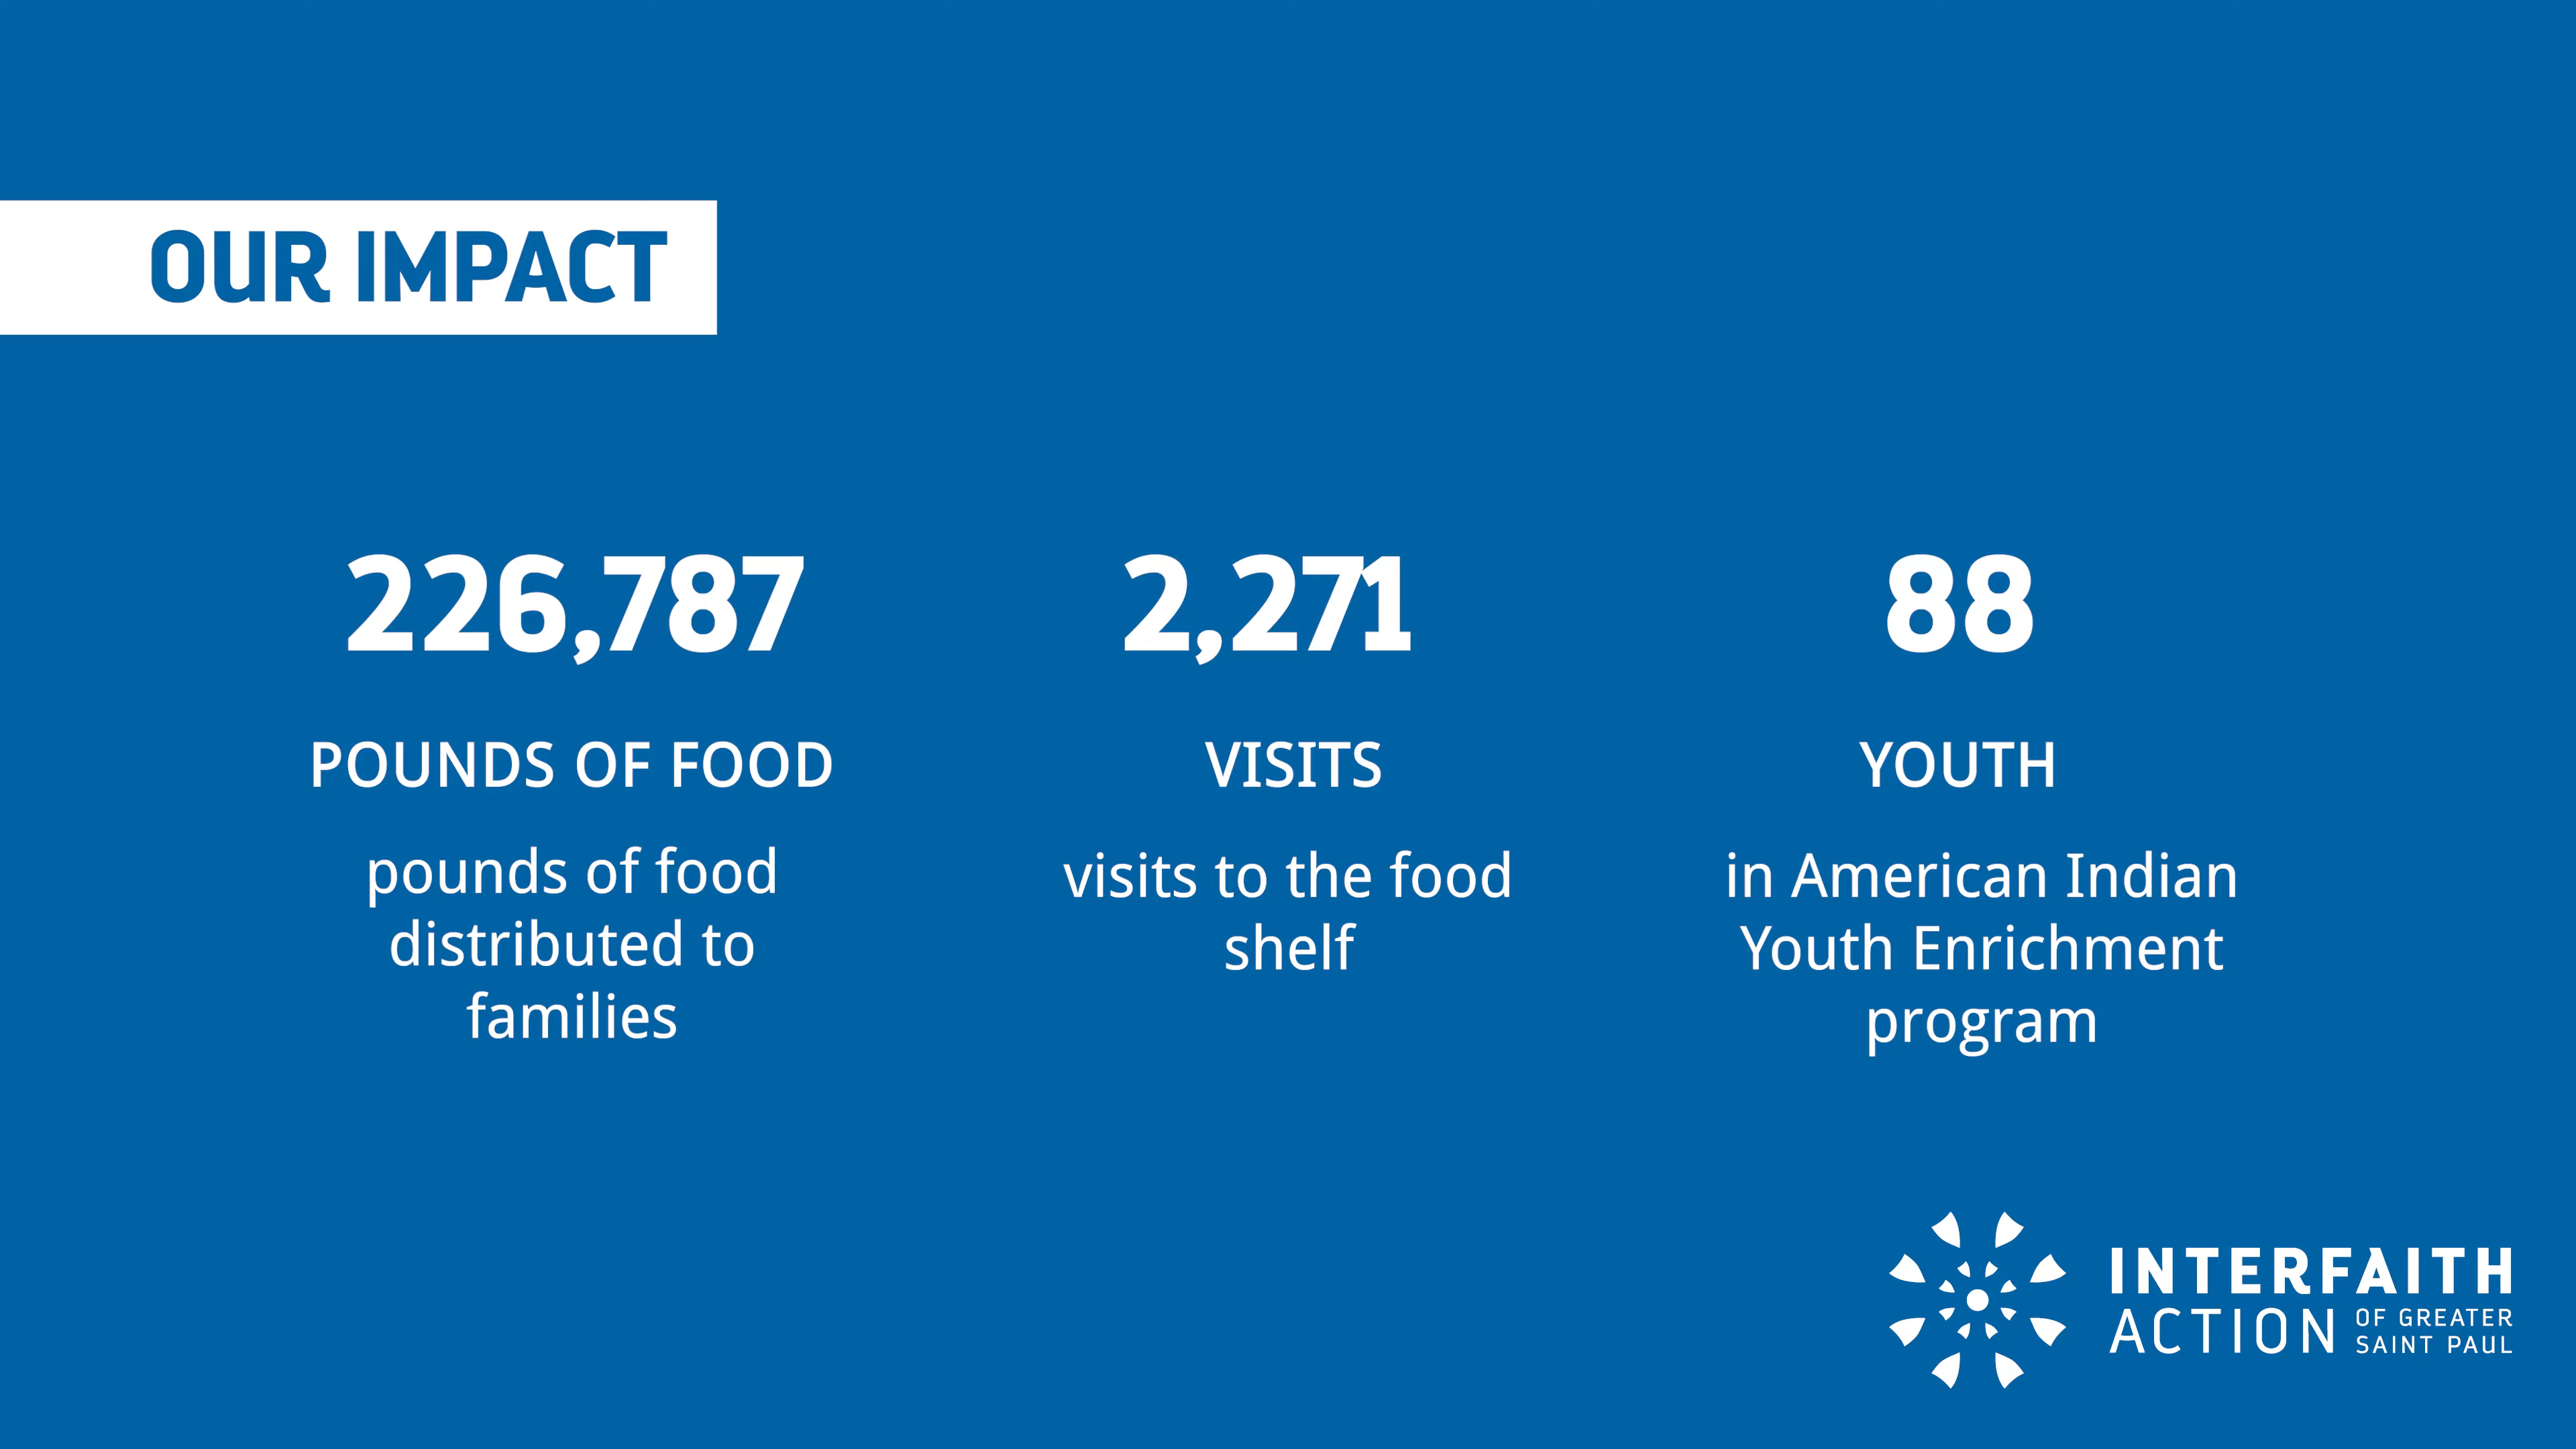 OUR IMPACT
226,787
POUNDS OF FOOD
pounds of food
distributed to
families
2,271
VISITS
visits to the food
shelf
88
YOUTH
in American Indian
Youth Enrichment
program
INTERFAITH
ACTION OF GREATER
SAINT PAUL